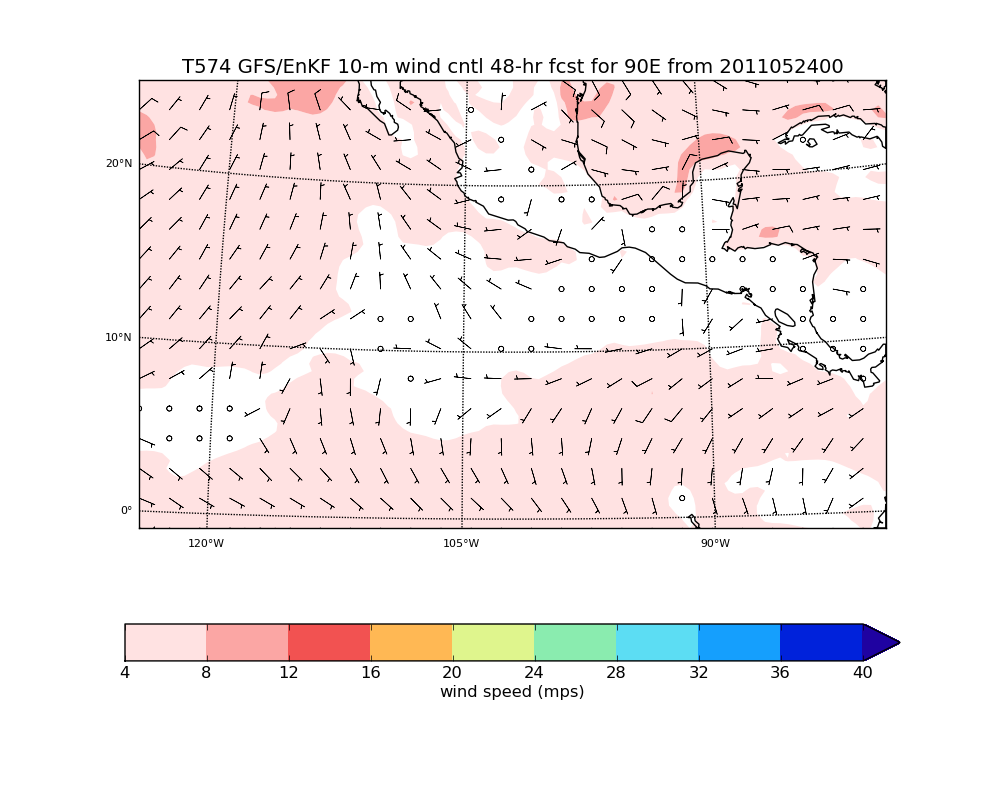 T574 GFS/EnKF 10-m wind cntl 48-hr fcst for 90E from 2011052400
20°N
10°N
0°
120°W 105°W 90°W
4 8 12 16 20 24 28 32 36 40
wind speed (mps)